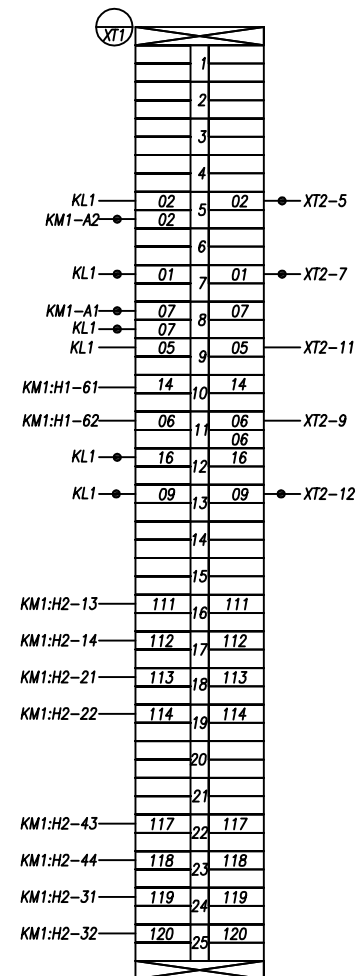 XT1
1
2
3
4
KL1 02 5 02 XT2-5
KM1-A2 02
6
KL1 01 7 01 XT2-7
KM1-A1 07 8 07
KL1 07
KL1 05 9 05 XT2-11
KM1:H1-61 14 10 14
KM1:H1-62 06 11 06 XT2-9
06
KL1 16 12 16
KL1 09 13 09 XT2-12
14
15
KM1:H2-13 111 16 111
KM1:H2-14 112 17 112
KM1:H2-21 113 18 113
KM1:H2-22 114 19 114
20
21
KM1:H2-43 117 22 117
KM1:H2-44 118 23 118
KM1:H2-31 119 24 119
KM1:H2-32 120 25 120